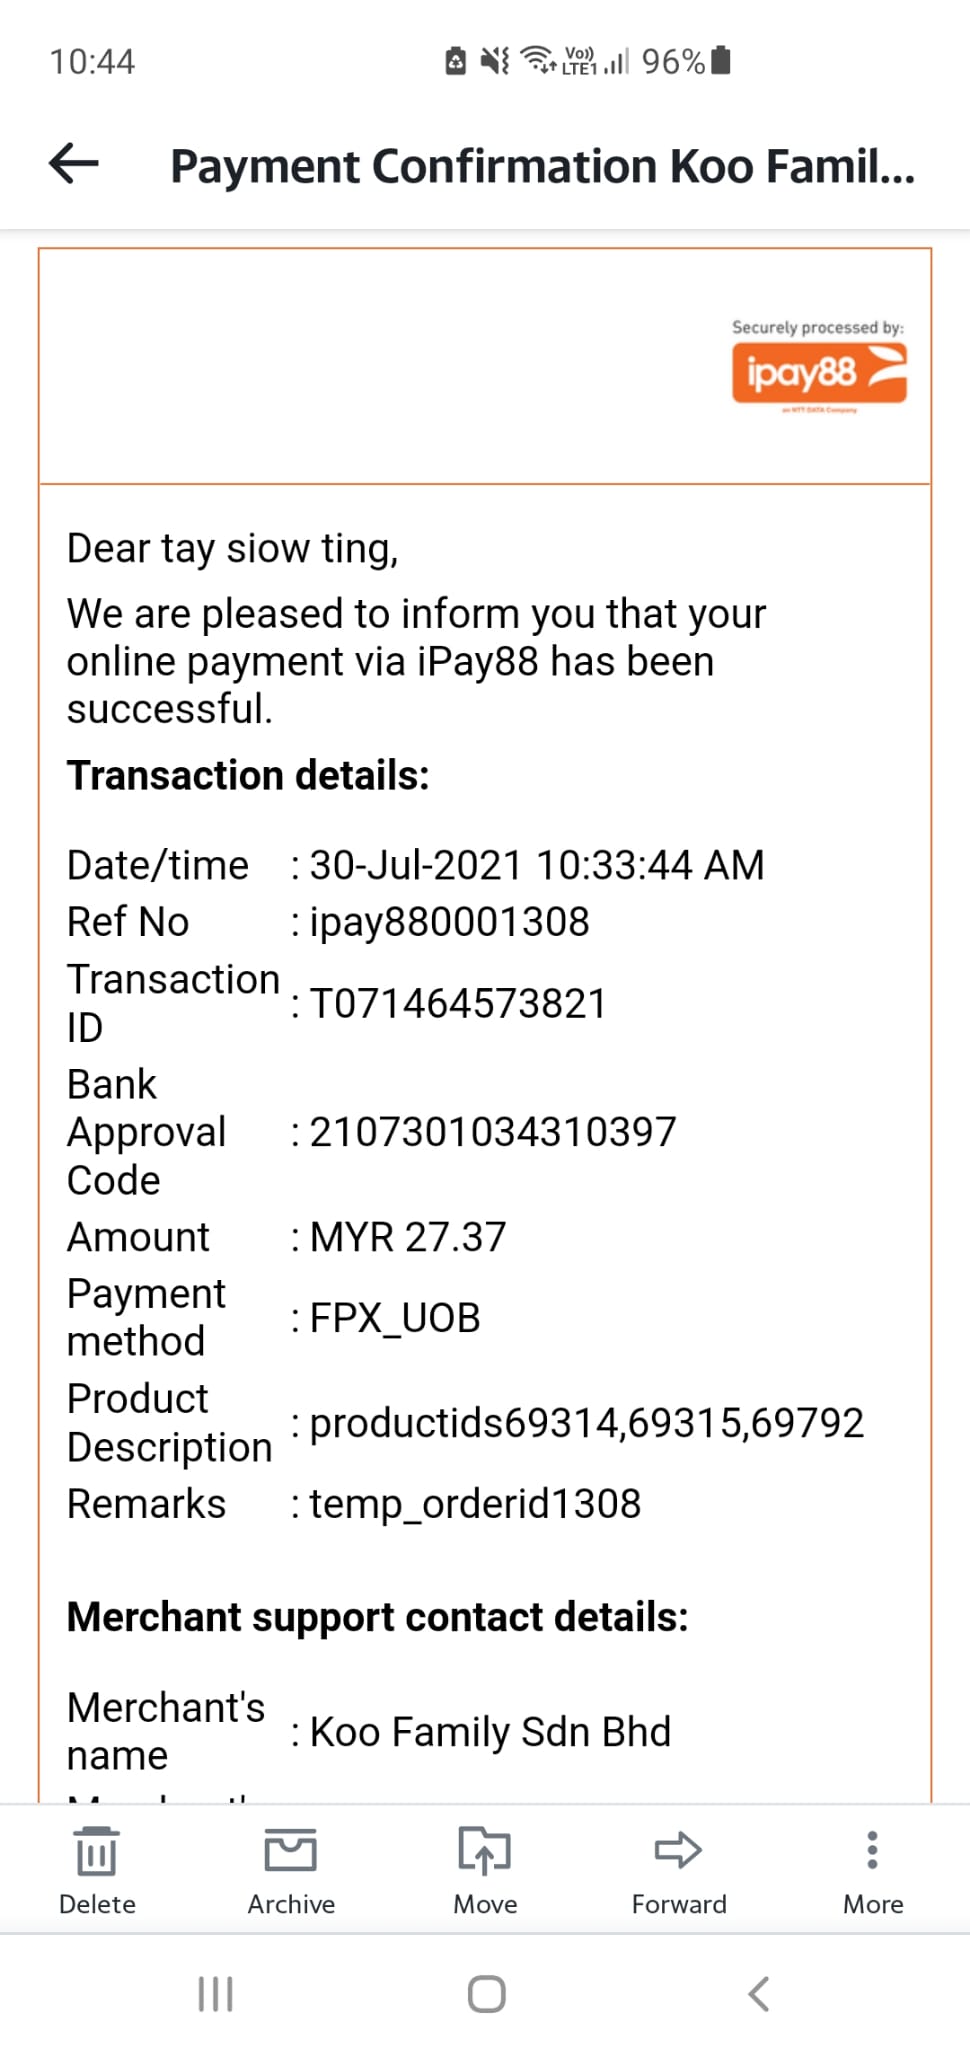 10:44
Vo)) LTE1 96%
Payment Confirmation Koo Famil...
Securely processed by:
ipay88
an NTT DATA Company
Dear tay siow ting,
We are pleased to inform you that your
online payment via iPay88 has been
successful.
Transaction details:
Date/time : 30-Jul-2021 10:33:44 AM
Ref No : ipay880001308
Transaction
ID : T071464573821
Bank
Approval : 2107301034310397
Code
Amount : MYR 27.37
Payment
method : FPX_UOB
Product
Description : productids69314,69315,69792
Remarks : temp_orderid1308
Merchant support contact details:
Merchant's
name : Koo Family Sdn Bhd
Delete Archive Move Forward More